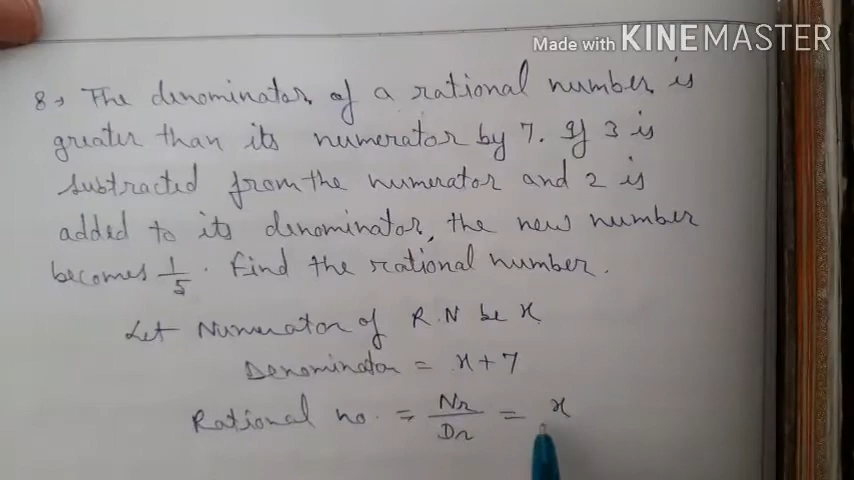 Made with KINEMASTER
8→ The denominator of a rational number is
greater than its numerator by 7. If 3 is
subtracted from the numerator and 2 is
added to its denominator, the new number
becomes 1/5. Find the rational number.
Let Numerator of R.N be x
Denominator = x+7
Rational no. = Nr/Dr = x